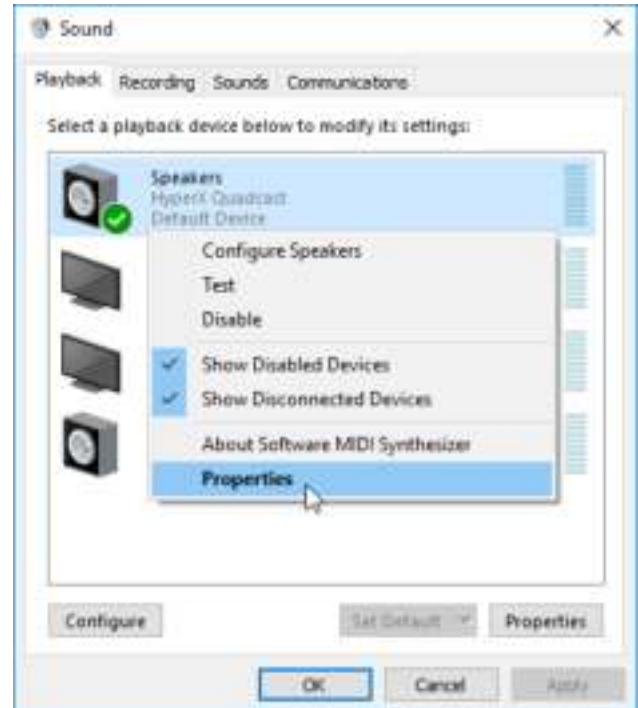 Sound
Playback Recording Sounds Communications
Select a playback device below to modify its settings:
Speakers
HyperX Quadcast
Default Device
Configure Speakers
Test
Disable
Show Disabled Devices
Show Disconnected Devices
About Software MIDI Synthesizer
Properties
Configure Set Default Properties
OK Cancel Apply